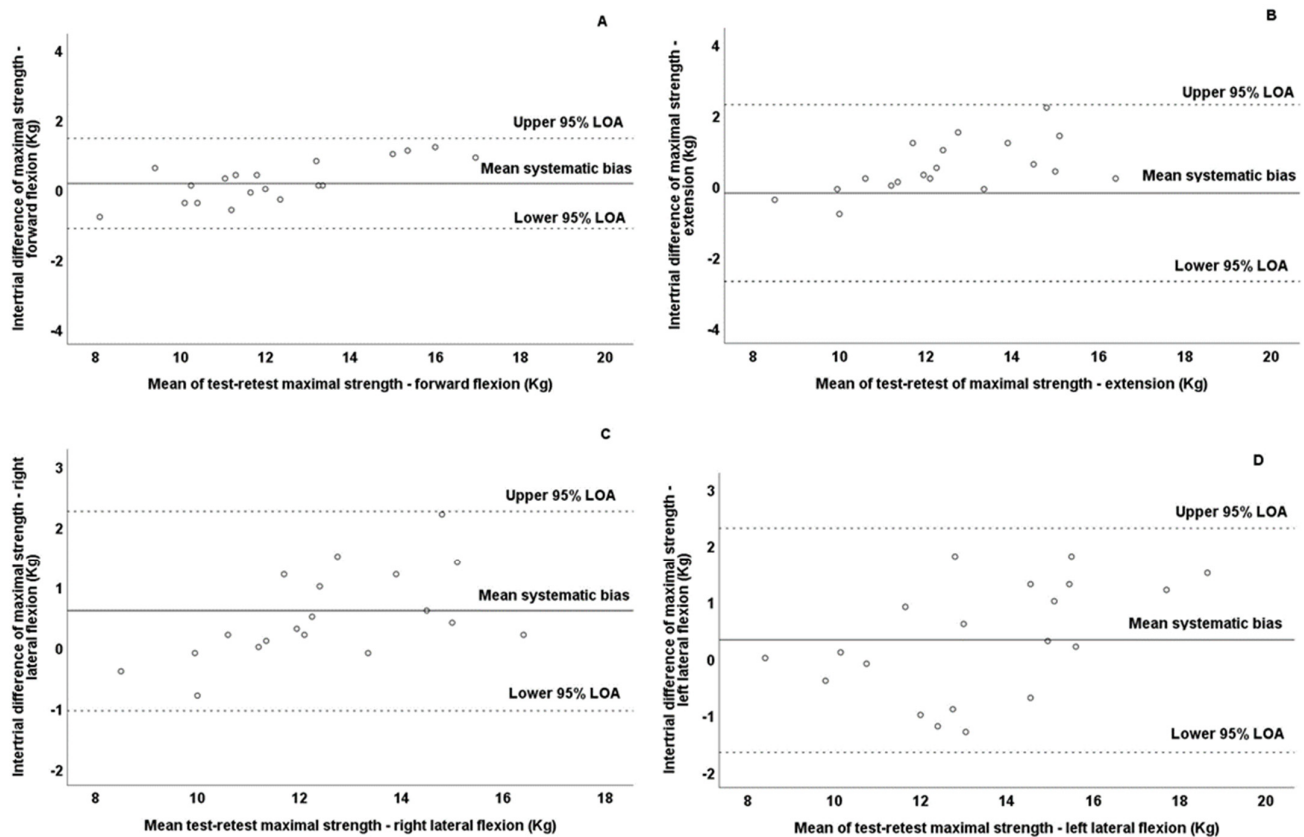 A
Intertrial difference of maximal strength -
forward flexion (Kg)
4
2
0
-2
-4
Upper 95% LOA
Mean systematic bias
Lower 95% LOA
8 10 12 14 16 18 20
Mean of test-retest maximal strength - forward flexion (Kg)
B
Intertrial difference of maximal strength -
extension (kg)
4
2
0
-2
-4
Upper 95% LOA
Mean systematic bias
Lower 95% LOA
8 10 12 14 16 18 20
Mean of test-retest of maximal strength - extension (Kg)
C
Intertrial difference of maximal strength - right
lateral flexion (Kg)
3
2
1
0
-1
-2
Upper 95% LOA
Mean systematic bias
Lower 95% LOA
8 10 12 14 16 18
Mean test-retest maximal strength - right lateral flexion (Kg)
D
Intertrial difference of maximal strength -
left lateral flexion (Kg)
3
2
1
0
-1
-2
Upper 95% LOA
Mean systematic bias
Lower 95% LOA
8 10 12 14 16 18 20
Mean of test-retest maximal strength - left lateral flexion (Kg)